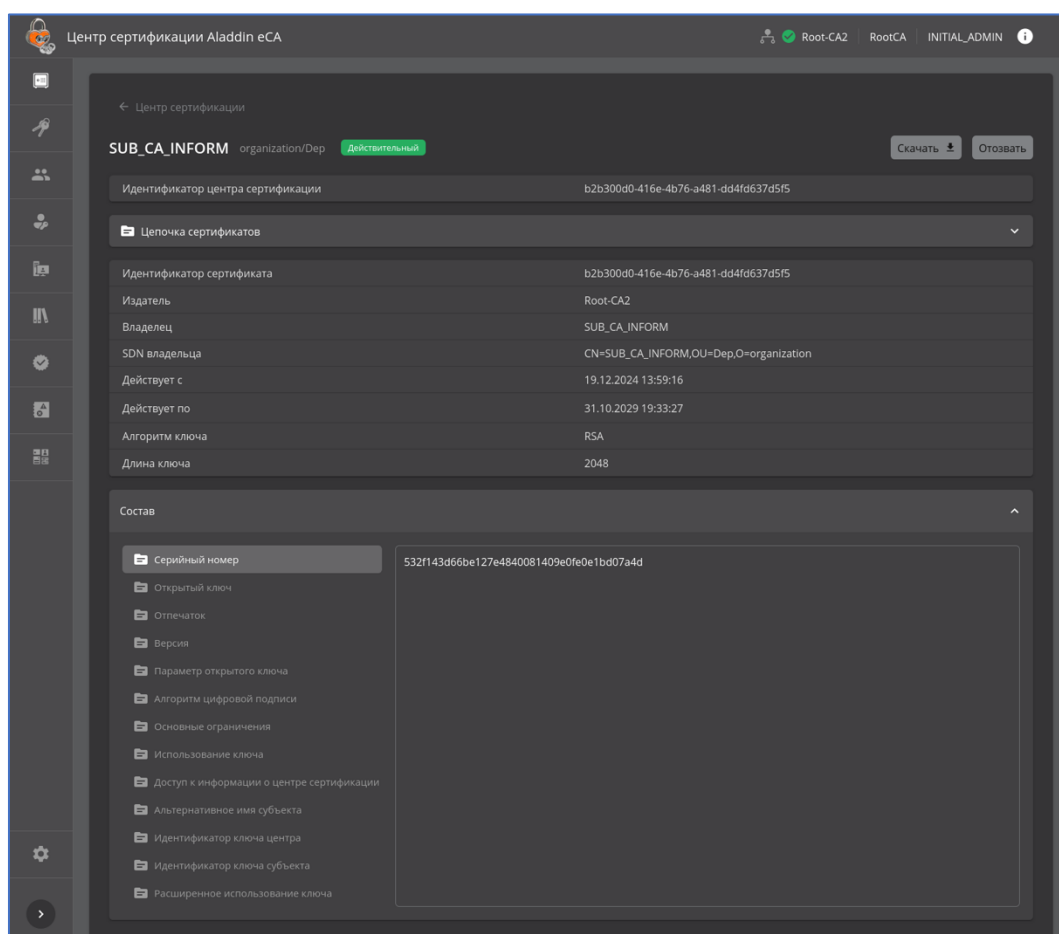 Центр сертификации Aladdin eCA
Root-CA2 RootCA INITIAL_ADMIN
Центр сертификации
SUB_CA_INFORM organization/Dep Действительный Скачать Отозвать
Идентификатор центра сертификации b2b300d0-416e-4b76-a481-dd4fd637d5f5
Цепочка сертификатов
Идентификатор сертификата b2b300d0-416e-4b76-a481-dd4fd637d5f5
Издатель Root-CA2
Владелец SUB_CA_INFORM
SDN владельца CN=SUB_CA_INFORM,OU=Dep,O=organization
Действует с 19.12.2024 13:59:16
Действует по 31.10.2029 19:33:27
Алгоритм ключа RSA
Длина ключа 2048
Состав
Серийный номер 532f143d66be127e4840081409e0fe0e1bd07a4d
Открытый ключ
Отпечаток
Версия
Параметр открытого ключа
Алгоритм цифровой подписи
Основные ограничения
Использование ключа
Доступ к информации о центре сертификации
Альтернативное имя субъекта
Идентификатор ключа центра
Идентификатор ключа субъекта
Расширенное использование ключа